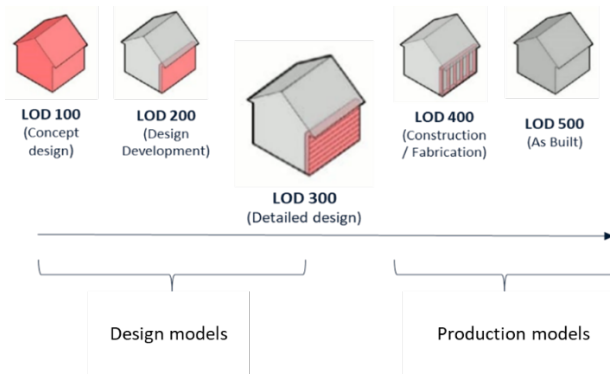 LOD 100
(Concept
design)
LOD 200
(Design
Development)
LOD 300
(Detailed design)
LOD 400
(Construction
/ Fabrication)
LOD 500
(As Built)
Design models
Production models